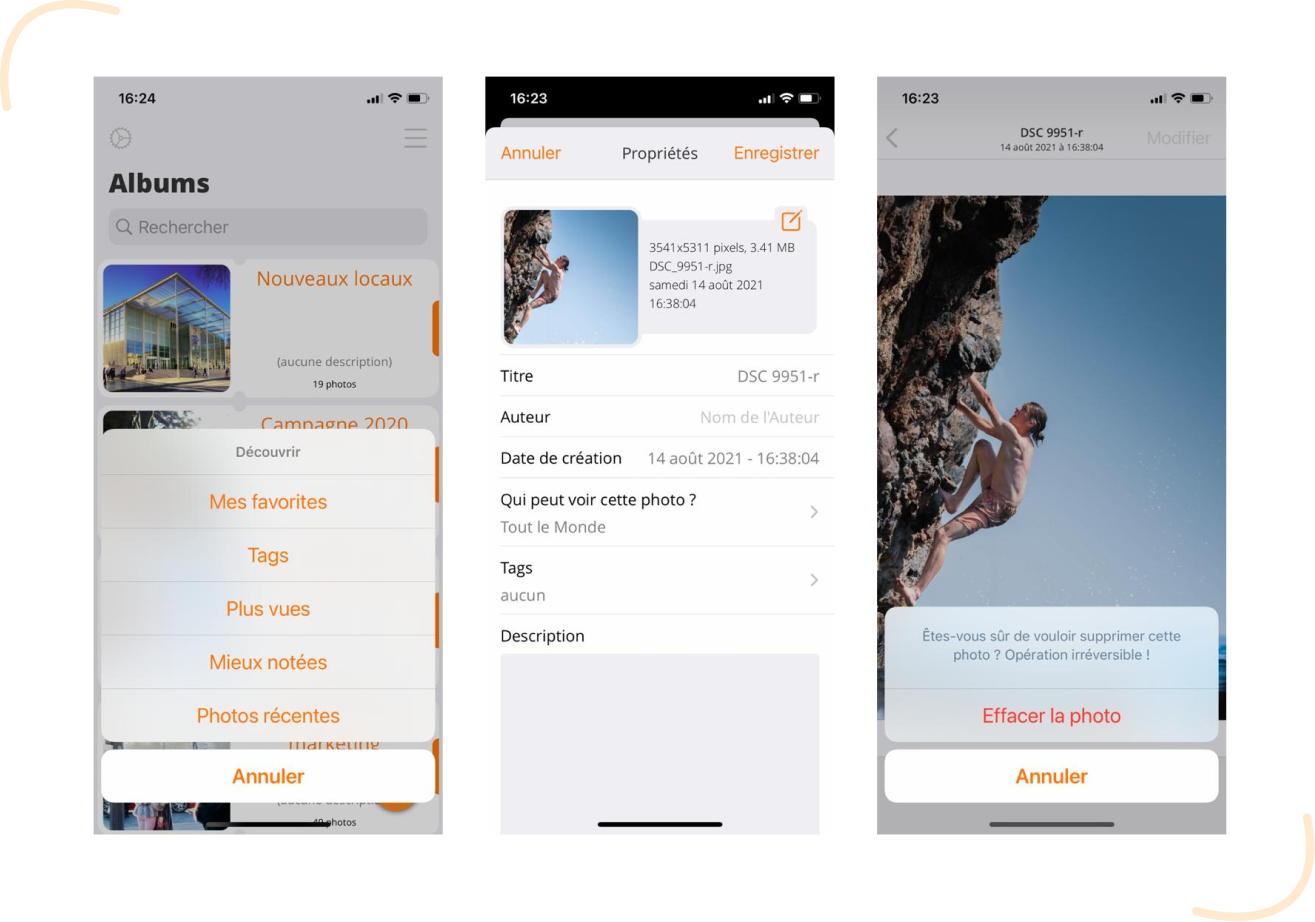 16:24
Albums
Rechercher
Nouveaux locaux
(aucune description)
19 photos
Campagne 2020
Découvrir
Mes favorites
Tags
Plus vues
Mieux notées
Photos récentes
marketing
Annuler
photos
16:23
Annuler
Propriétés
Enregistrer
3541x5311 pixels, 3.41 MB
DSC_9951-r.jpg
samedi 14 août 2021
16:38:04
Titre
DSC 9951-r
Auteur
Nom de l'Auteur
Date de création
14 août 2021 - 16:38:04
Qui peut voir cette photo ?
Tout le Monde
Tags
aucun
Description
16:23
DSC 9951-r
14 août 2021 à 16:38:04
Modifier
Êtes-vous sûr de vouloir supprimer cette
photo ? Opération irréversible !
Effacer la photo
Annuler